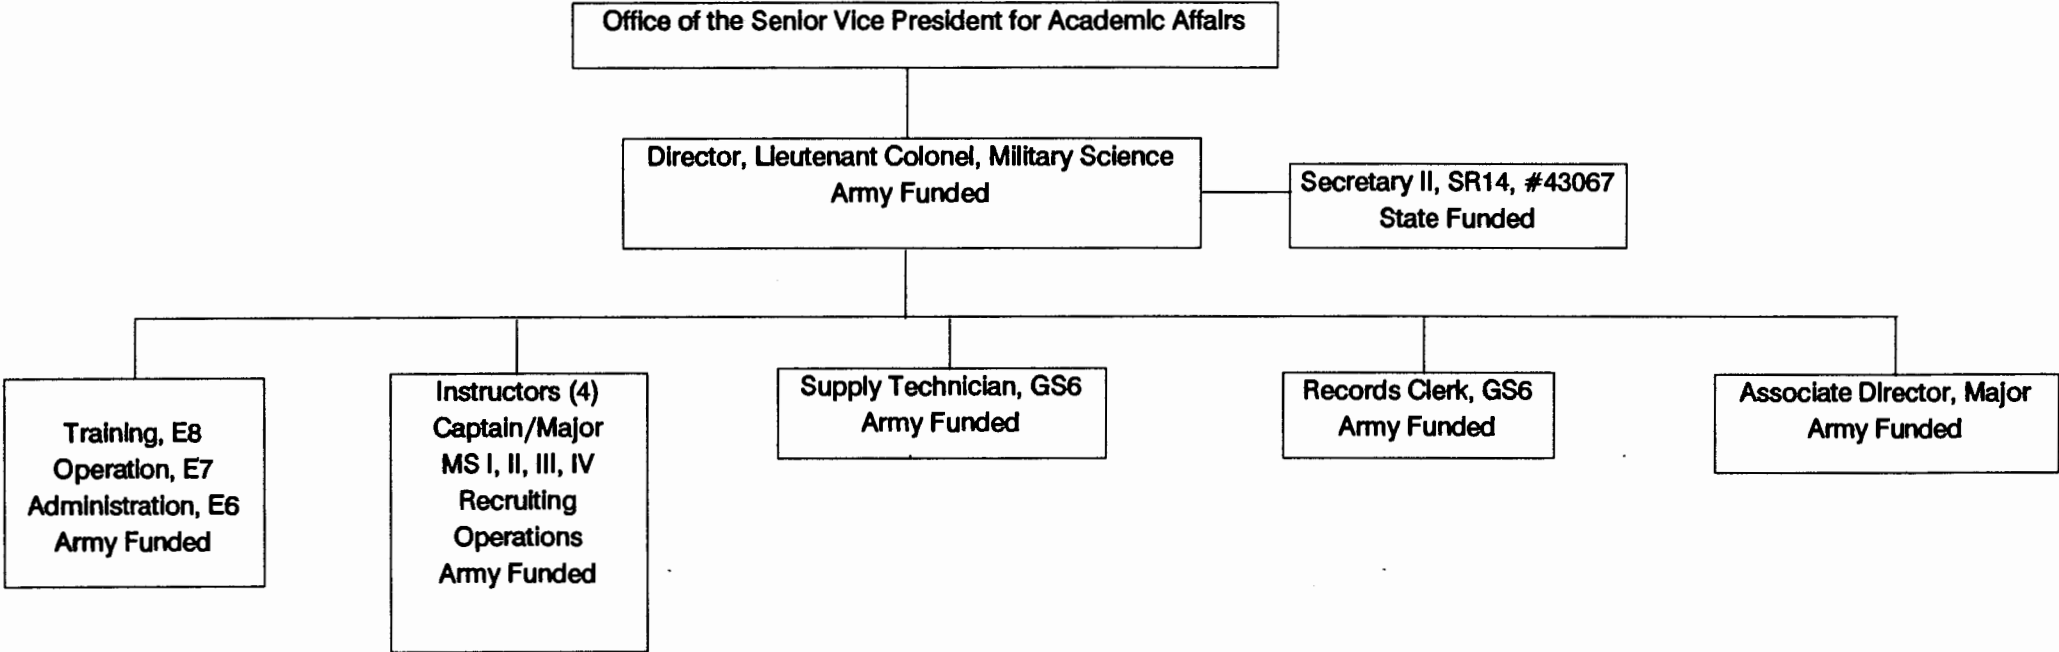 Office of the Senior Vice President for Academic Affairs
Director, Lieutenant Colonel, Military Science
Army Funded
Secretary II, SR14, #43067
State Funded
Training, E8
Operation, E7
Administration, E6
Army Funded
Instructors (4)
Captain/Major
MS I, II, III, IV
Recruiting
Operations
Army Funded
Supply Technician, GS6
Army Funded
Records Clerk, GS6
Army Funded
Associate Director, Major
Army Funded